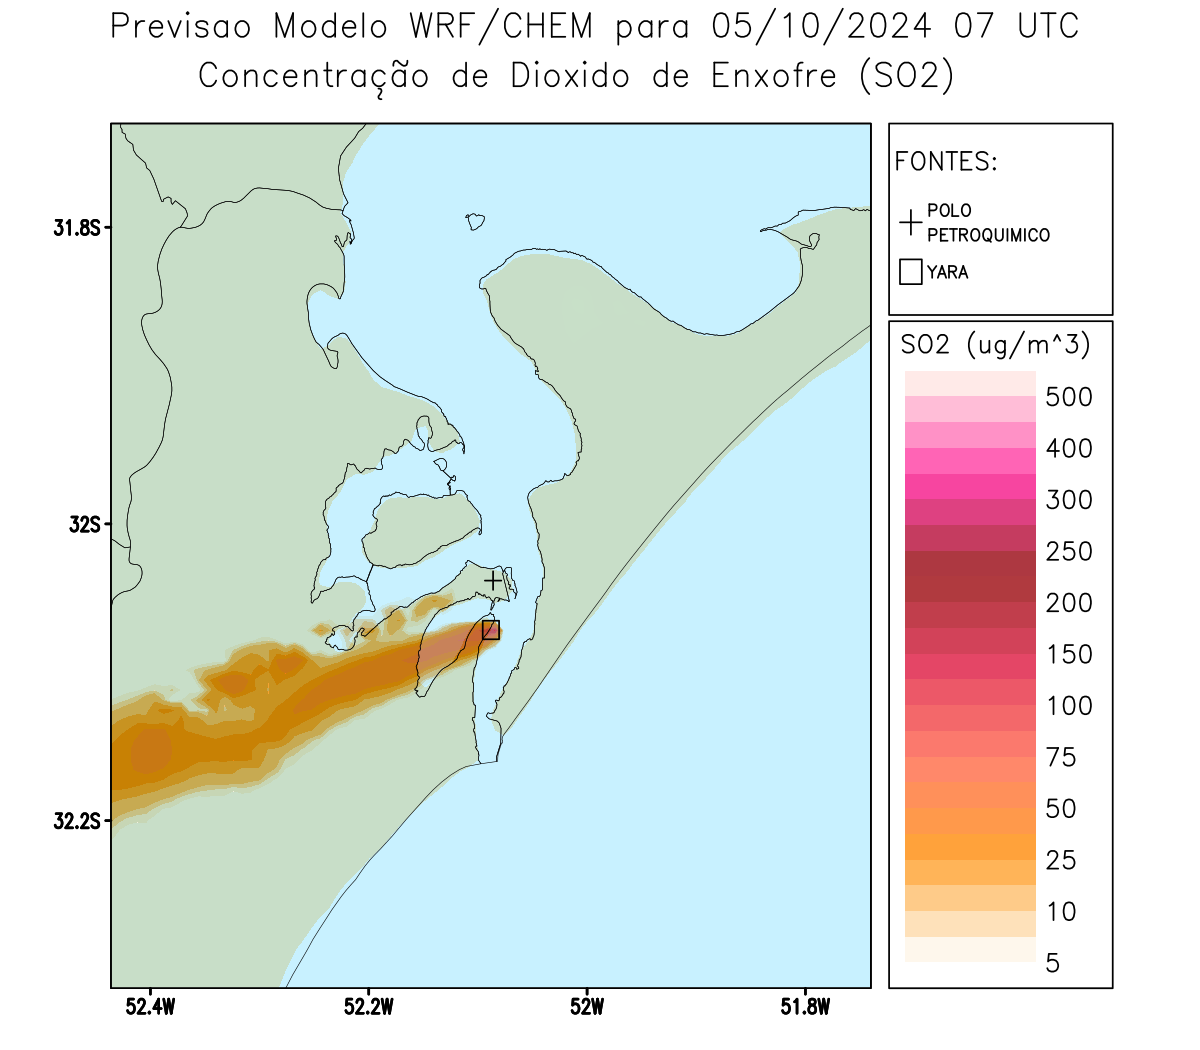 Previsao Modelo WRF/CHEM para 05/10/2024 07 UTC
Concentração de Dioxido de Enxofre (SO2)
FONTES:
POLO
PETROQUIMICO
YARA
SO2 (ug/m^3)
500
400
300
250
200
150
100
75
50
25
10
5
31.8S
32S
32.2S
52.4W
52.2W
52W
51.8W